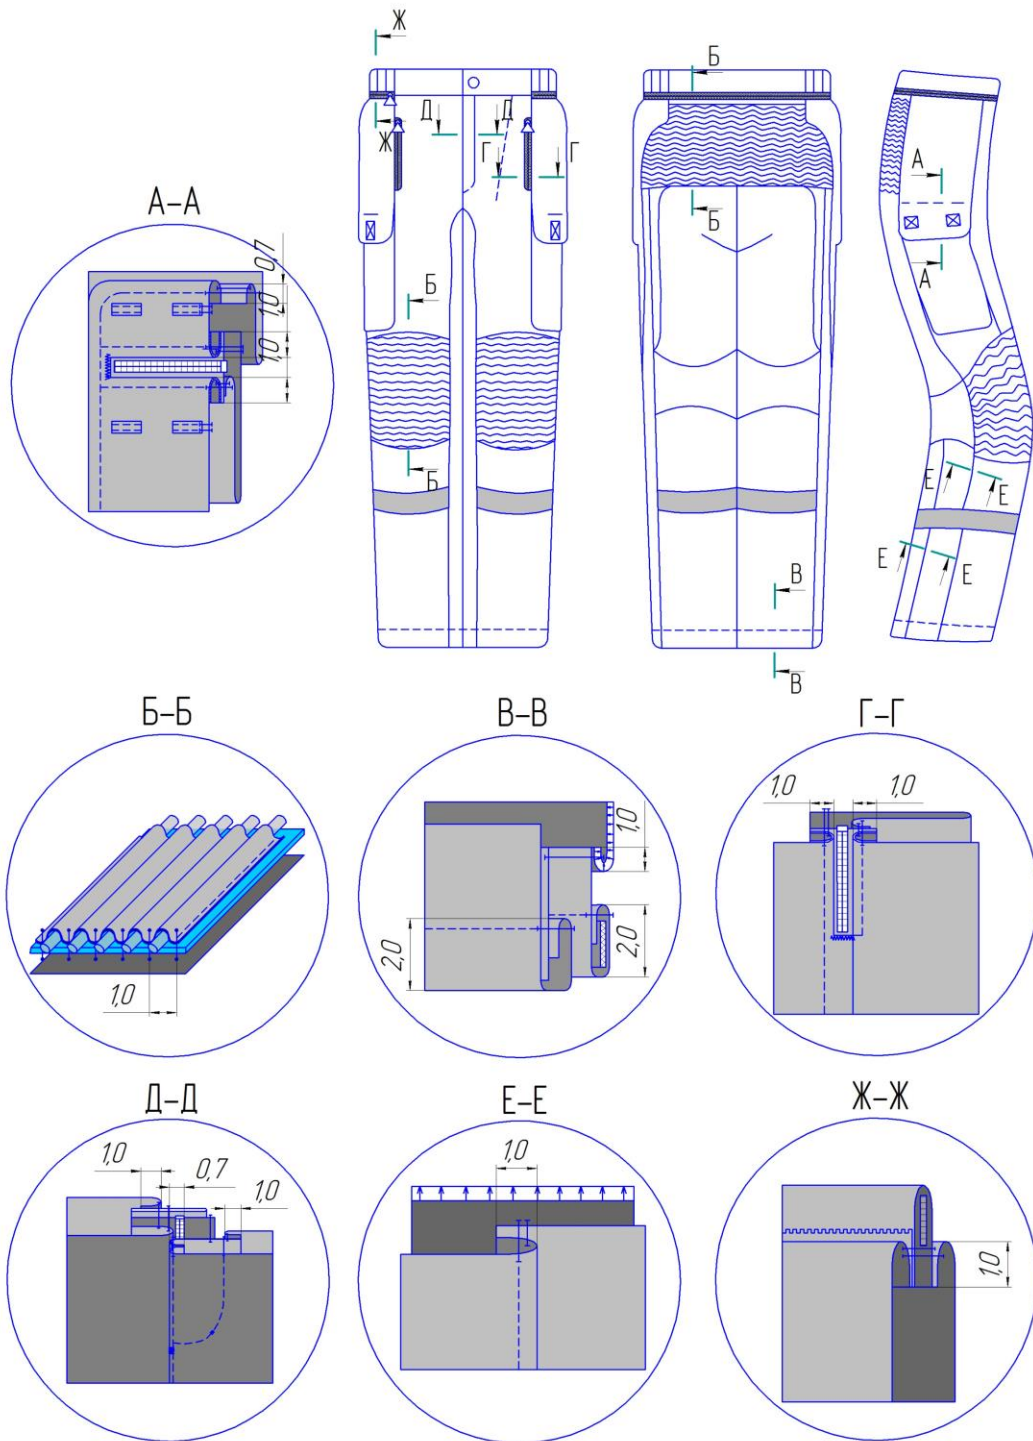 Ж
Ж
Д
Д
Г
Г
Б
Б
Б
Б
А
А
В
В
Е
Е
Е
Е
А–А
0,7
1,0
1,0
Б–Б
1,0
В–В
1,0
2,0
2,0
Г–Г
1,0
1,0
Д–Д
1,0
0,7
1,0
Е–Е
1,0
Ж–Ж
1,0